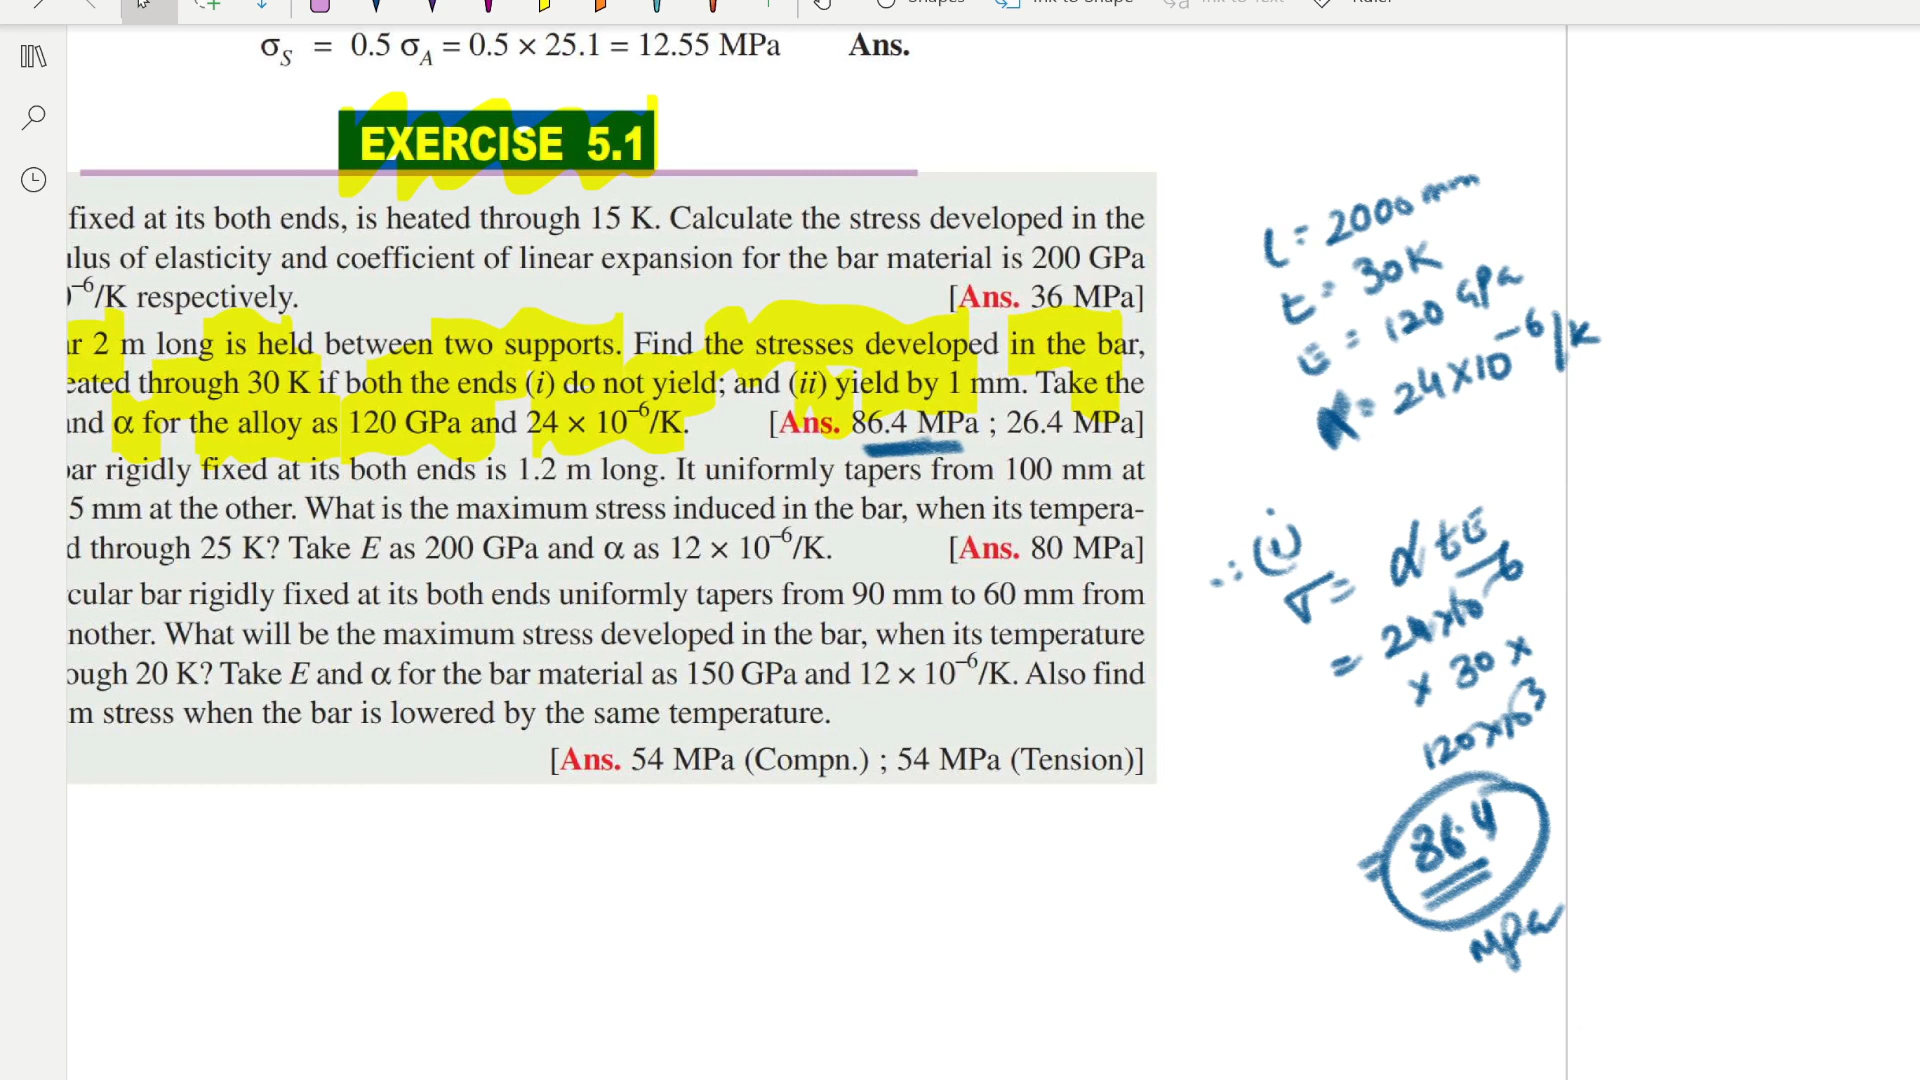 Shapes Ink to Shape Ink to Text Ruler
σS = 0.5 σA = 0.5 × 25.1 = 12.55 MPa Ans.
EXERCISE 5.1
fixed at its both ends, is heated through 15 K. Calculate the stress developed in the
ulus of elasticity and coefficient of linear expansion for the bar material is 200 GPa
–6/K respectively. [Ans. 36 MPa]
r 2 m long is held between two supports. Find the stresses developed in the bar,
eated through 30 K if both the ends (i) do not yield; and (ii) yield by 1 mm. Take the
and α for the alloy as 120 GPa and 24 × 10–6/K. [Ans. 86.4 MPa ; 26.4 MPa]
ar rigidly fixed at its both ends is 1.2 m long. It uniformly tapers from 100 mm at
5 mm at the other. What is the maximum stress induced in the bar, when its tempera-
d through 25 K? Take E as 200 GPa and α as 12 × 10–6/K. [Ans. 80 MPa]
cular bar rigidly fixed at its both ends uniformly tapers from 90 mm to 60 mm from
nother. What will be the maximum stress developed in the bar, when its temperature
ough 20 K? Take E and α for the bar material as 150 GPa and 12 × 10–6/K. Also find
m stress when the bar is lowered by the same temperature.
[Ans. 54 MPa (Compn.) ; 54 MPa (Tension)]
l = 2000 mm
t = 30K
E = 120 GPa
α = 24×10–6/K
∴ (i)
σ = α t E
= 24×10–6
× 30 ×
120×103
= 86.4
MPa